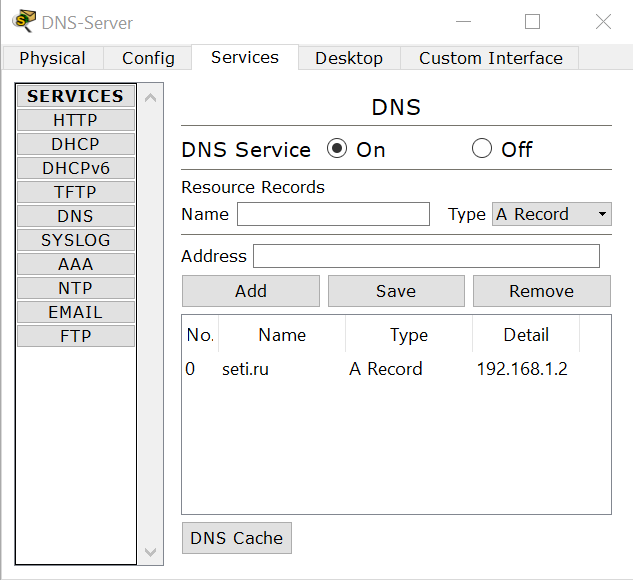 DNS-Server
Physical Config Services Desktop Custom Interface
SERVICES
HTTP
DHCP
DHCPv6
TFTP
DNS
SYSLOG
AAA
NTP
EMAIL
FTP
DNS
DNS Service On Off
Resource Records
Name Type A Record
Address
Add Save Remove
No. Name Type Detail
0 seti.ru A Record 192.168.1.2
DNS Cache